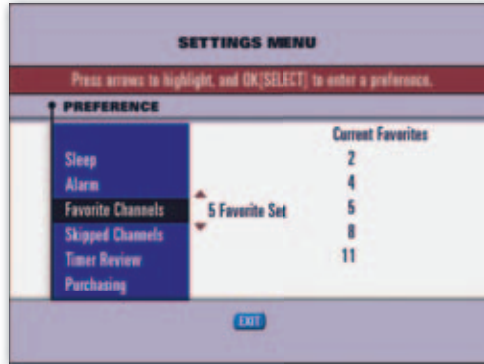 SETTINGS MENU
Press arrows to highlight, and OK[SELECT] to enter a preference.
PREFERENCE
Current Favorites
Sleep 2
Alarm 4
Favorite Channels 5 Favorite Set 5
Skipped Channels 8
Timer Review 11
Purchasing
EXIT